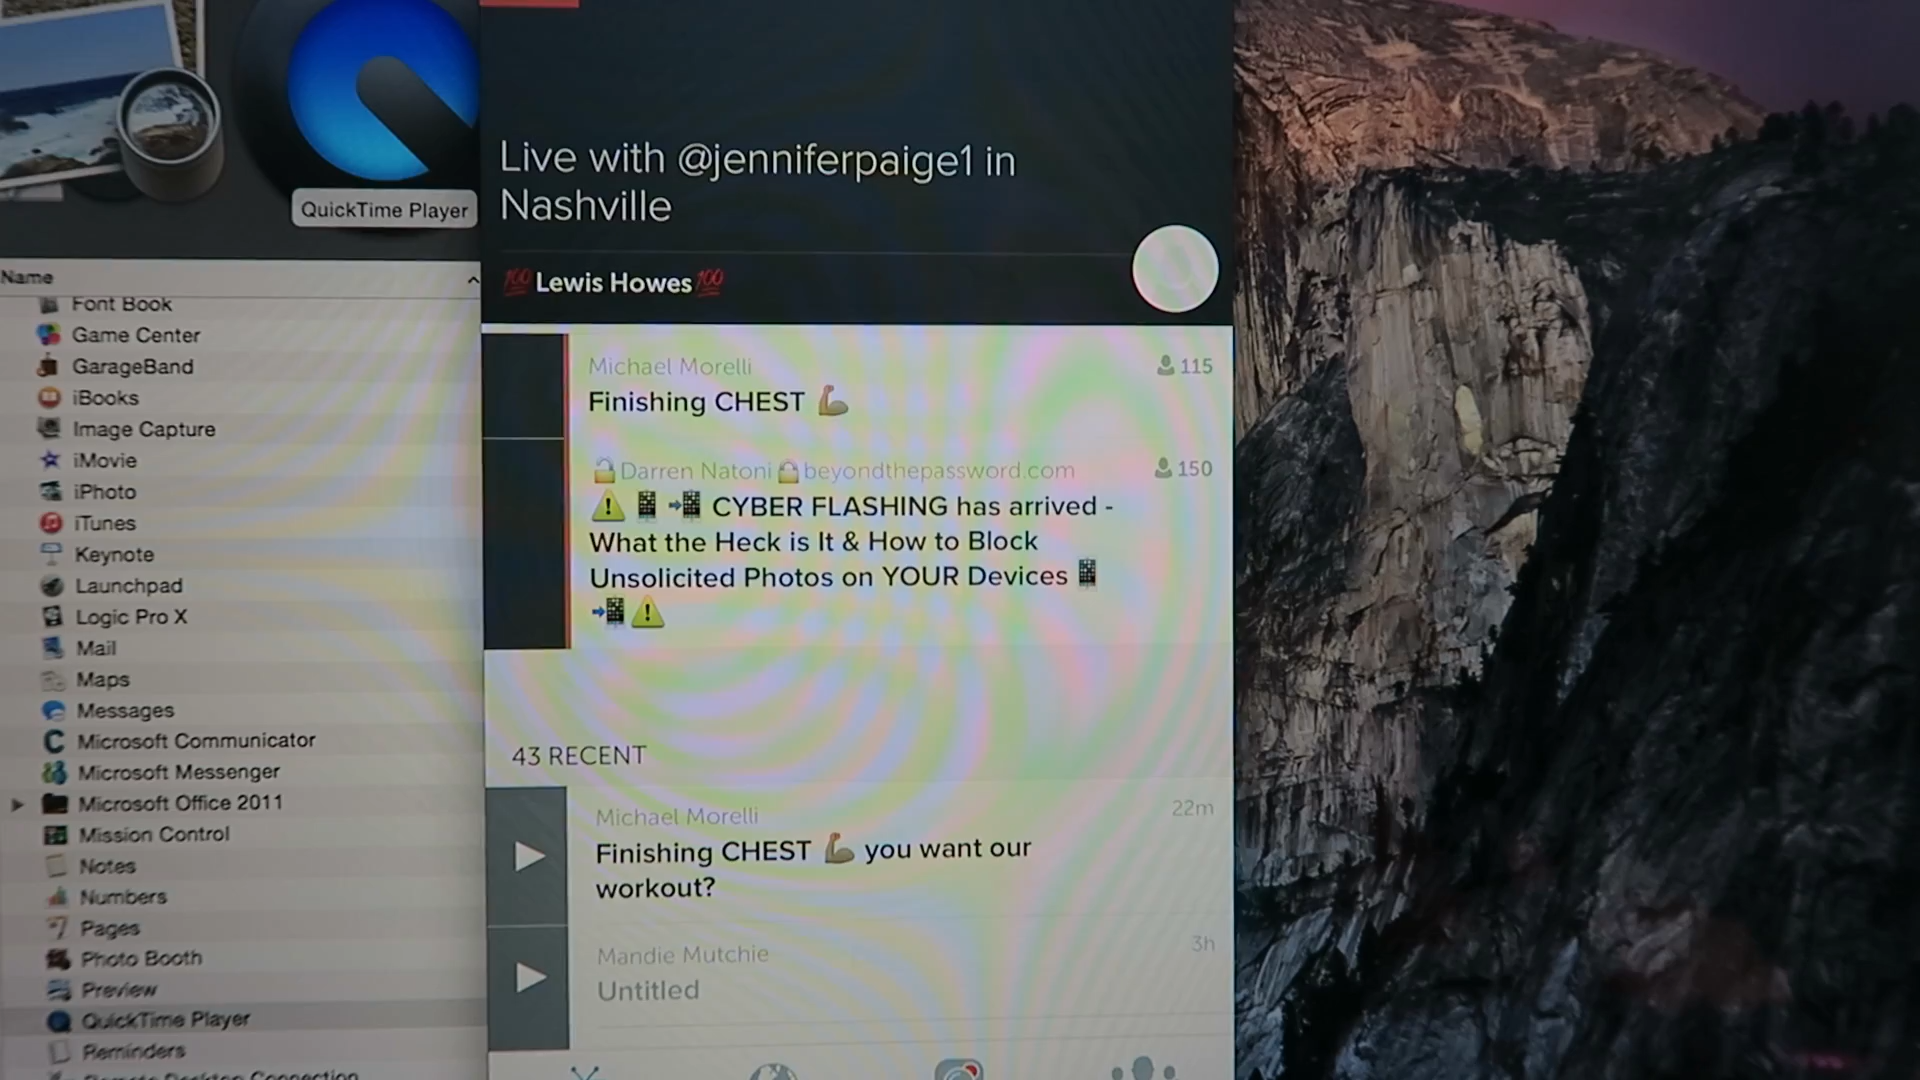 QuickTime Player
Name
Font Book
Game Center
GarageBand
iBooks
Image Capture
iMovie
iPhoto
iTunes
Keynote
Launchpad
Logic Pro X
Mail
Maps
Messages
Microsoft Communicator
Microsoft Messenger
Microsoft Office 2011
Mission Control
Notes
Numbers
Pages
Photo Booth
Preview
QuickTime Player
Reminders
Remote Desktop Connection
Live with @jenniferpaige1 in
Nashville
💯Lewis Howes💯
Michael Morelli 115
Finishing CHEST 💪
🔓Darren Natoni 🔒beyondthepassword.com 150
⚠️ 📱 📲 CYBER FLASHING has arrived -
What the Heck is It & How to Block
Unsolicited Photos on YOUR Devices 📱
📲 ⚠️
43 RECENT
Michael Morelli 22m
Finishing CHEST 💪 you want our
workout?
Mandie Mutchie 3h
Untitled